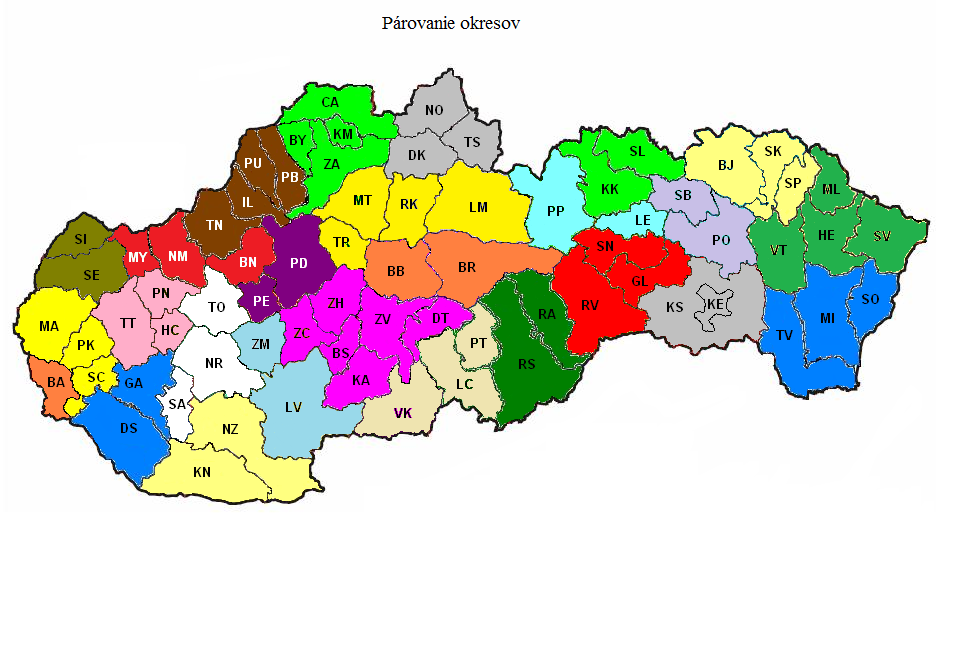 Párovanie okresov
CA
NO
BY
KM
TS
DK
ZA
PU
PB
IL
TN
MT
RK
LM
TR
SL
KK
PP
LE
SB
PO
BJ
SK
SP
ML
VT
HE
SV
SI
SE
MY
NM
BN
PD
PE
BB
BR
SN
GL
RV
KS
KE
TV
MI
SO
MA
PK
TT
PN
HC
TO
ZH
ZC
ZV
DT
BS
KA
ZM
PT
RA
RS
BA
SC
GA
NR
SA
DS
LV
LC
VK
NZ
KN